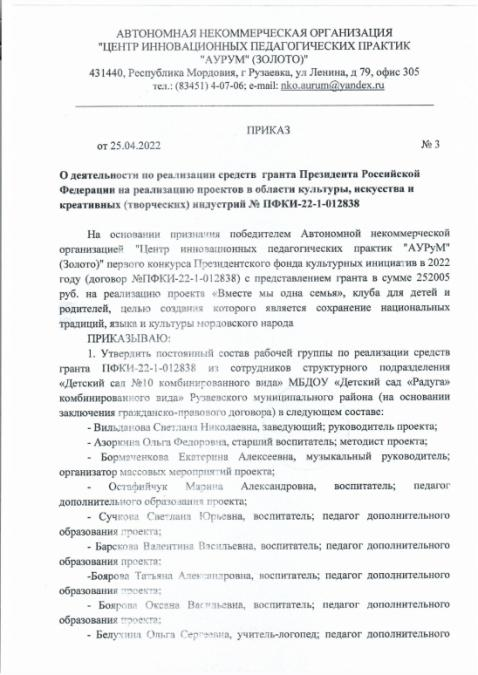 АВТОНОМНАЯ НЕКОММЕРЧЕСКАЯ ОРГАНИЗАЦИЯ
"ЦЕНТР ИННОВАЦИОННЫХ ПЕДАГОГИЧЕСКИХ ПРАКТИК
"АУРУМ" (ЗОЛОТО)"
431440, Республика Мордовия, г Рузаевка, ул Ленина, д 79, офис 305
тел.: (83451) 4-07-06; e-mail: nko.aurum@yandex.ru
ПРИКАЗ
от 25.04.2022 № 3
О деятельности по реализации средств гранта Президента Российской
Федерации на реализацию проектов в области культуры, искусства и
креативных (творческих) индустрий № ПФКИ-22-1-012838
На основании признания победителем Автономной некоммерческой
организацией "Центр инновационных педагогических практик "АУРуМ"
(Золото)" первого конкурса Президентского фонда культурных инициатив в 2022
году (договор №ПФКИ-22-1-012838) с представлением гранта в сумме 252005
руб. на реализацию проекта «Вместе мы одна семья», клуба для детей и
родителей, целью создания которого является сохранение национальных
традиций, языка и культуры мордовского народа
ПРИКАЗЫВАЮ:
1. Утвердить постоянный состав рабочей группы по реализации средств
гранта ПФКИ-22-1-012838 из сотрудников структурного подразделения
«Детский сад №10 комбинированного вида» МБДОУ «Детский сад «Радуга»
комбинированного вида» Рузаевского муниципального района (на основании
заключения гражданско-правового договора) в следующем составе:
- Вильданова Светлана Николаевна, заведующий; руководитель проекта;
- Азоркина Ольга Федоровна, старший воспитатель; методист проекта;
- Бормаченкова Екатерина Алексеевна, музыкальный руководитель;
организатор массовых мероприятий проекта;
- Остафийчук Марина Александровна, воспитатель; педагог
дополнительного образования проекта;
- Сучкова Светлана Юрьевна, воспитатель; педагог дополнительного
образования проекта;
- Барскова Валентина Васильевна, воспитатель; педагог дополнительного
образования проекта;
-Боярова Татьяна Александровна, воспитатель; педагог дополнительного
образования проекта;
- Боярова Оксана Васильевна, воспитатель; педагог дополнительного
образования проекта;
- Белухина Ольга Сергеевна, учитель-логопед; педагог дополнительного